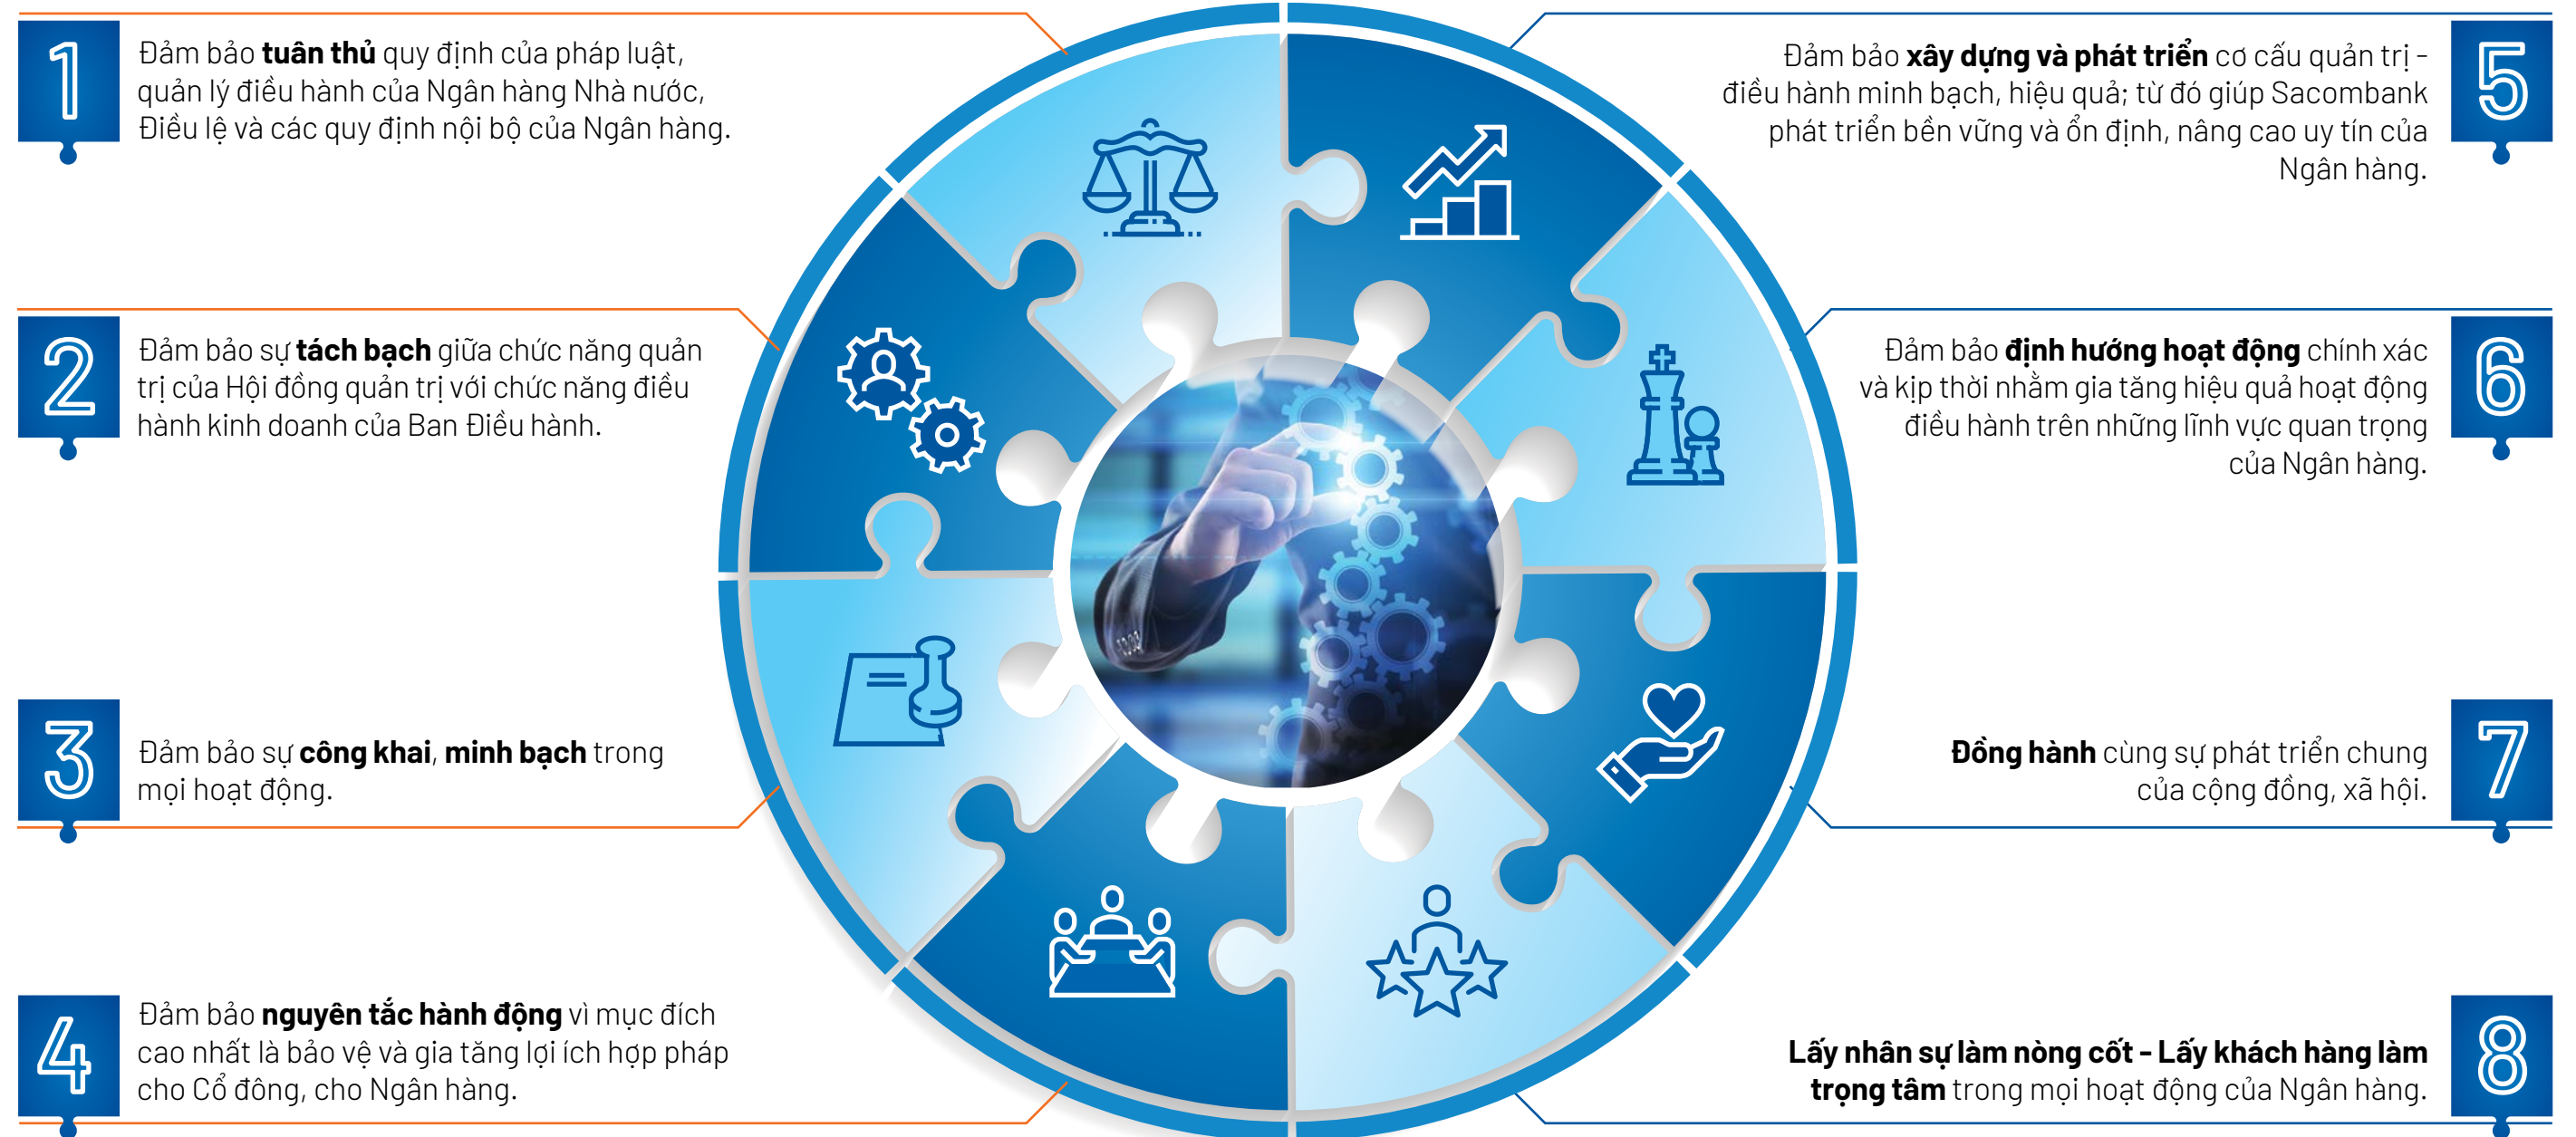 1
Đảm bảo tuân thủ quy định của pháp luật,
quản lý điều hành của Ngân hàng Nhà nước,
Điều lệ và các quy định nội bộ của Ngân hàng.
2
Đảm bảo sự tách bạch giữa chức năng quản
trị của Hội đồng quản trị với chức năng điều
hành kinh doanh của Ban Điều hành.
3
Đảm bảo sự công khai, minh bạch trong
mọi hoạt động.
4
Đảm bảo nguyên tắc hành động vì mục đích
cao nhất là bảo vệ và gia tăng lợi ích hợp pháp
cho Cổ đông, cho Ngân hàng.
5
Đảm bảo xây dựng và phát triển cơ cấu quản trị -
điều hành minh bạch, hiệu quả; từ đó giúp Sacombank
phát triển bền vững và ổn định, nâng cao uy tín của
Ngân hàng.
6
Đảm bảo định hướng hoạt động chính xác
và kịp thời nhằm gia tăng hiệu quả hoạt động
điều hành trên những lĩnh vực quan trọng
của Ngân hàng.
7
Đồng hành cùng sự phát triển chung
của cộng đồng, xã hội.
8
Lấy nhân sự làm nòng cốt - Lấy khách hàng làm
trọng tâm trong mọi hoạt động của Ngân hàng.